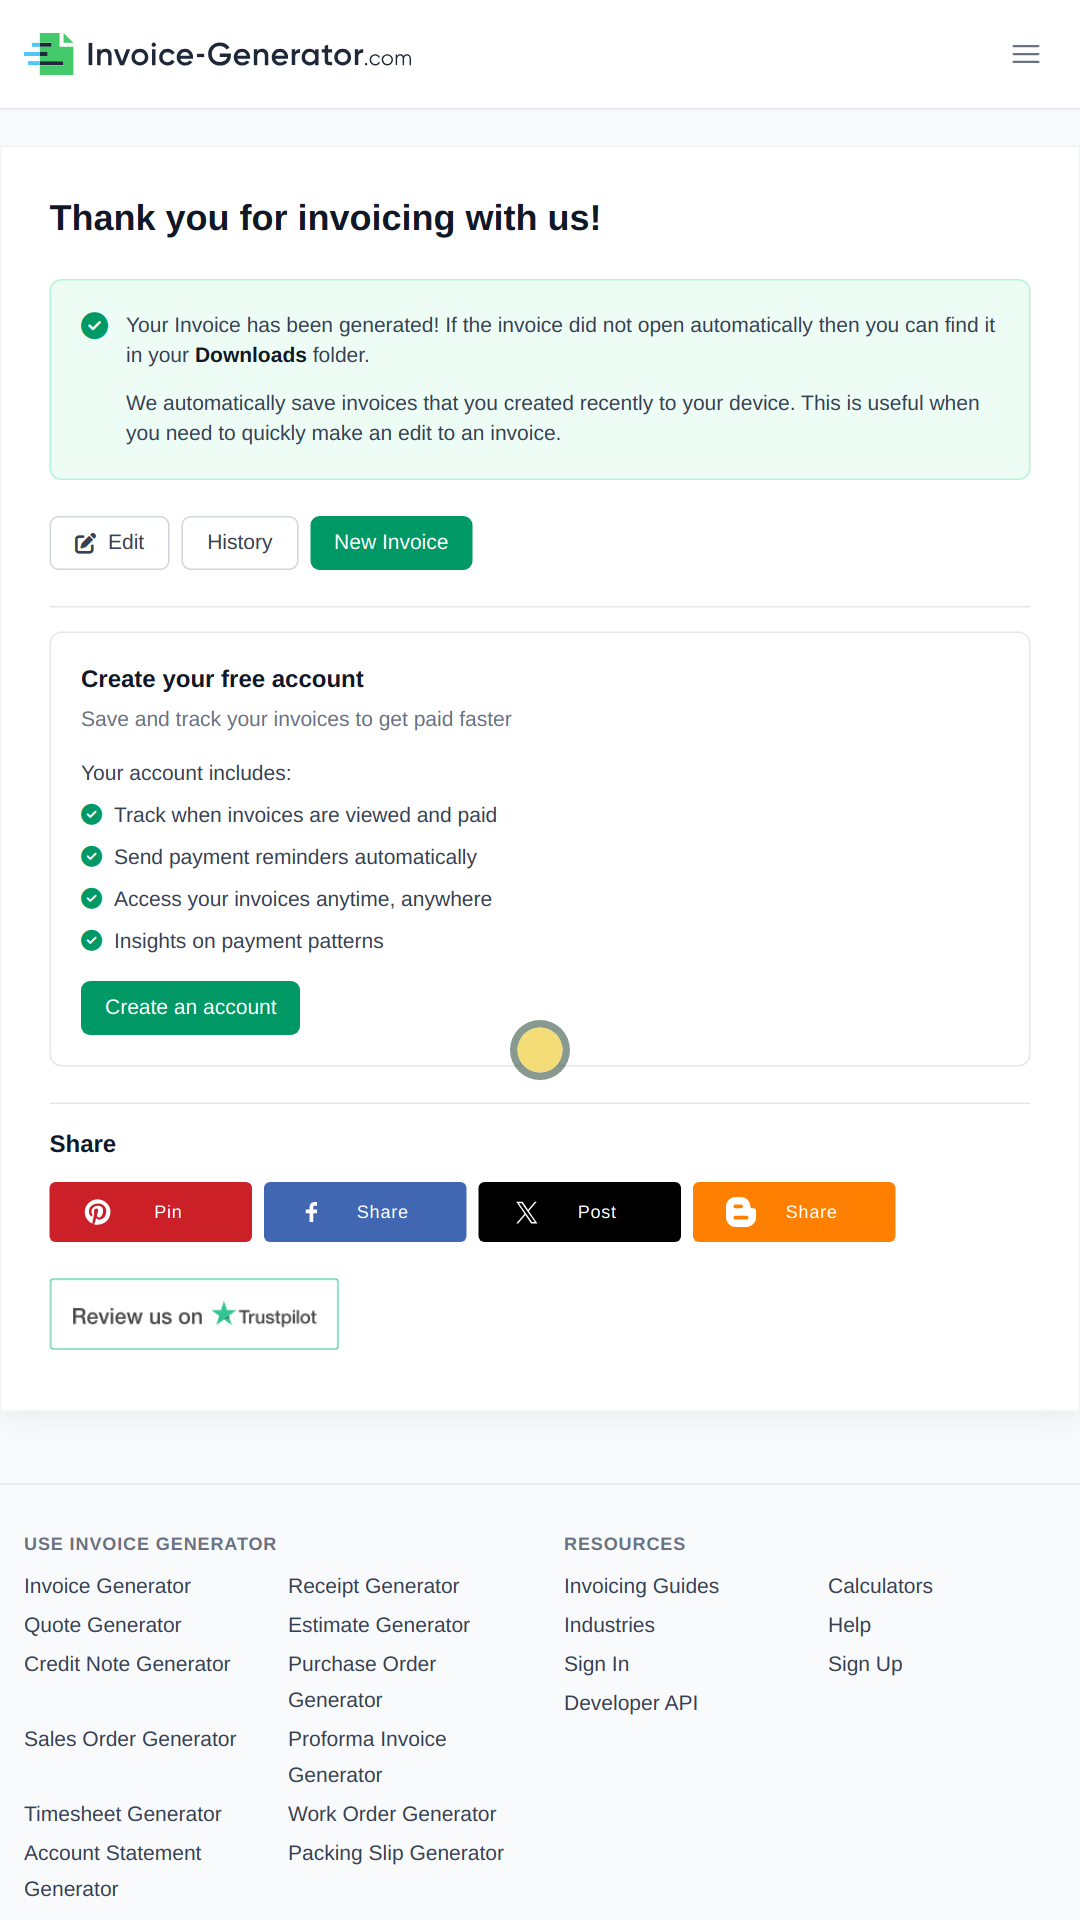 Invoice-Generator.com
Thank you for invoicing with us!
Your Invoice has been generated! If the invoice did not open automatically then you can find it
in your Downloads folder.
We automatically save invoices that you created recently to your device. This is useful when
you need to quickly make an edit to an invoice.
Edit History New Invoice
Create your free account
Save and track your invoices to get paid faster
Your account includes:
Track when invoices are viewed and paid
Send payment reminders automatically
Access your invoices anytime, anywhere
Insights on payment patterns
Create an account
Share
Pin Share Post Share
Review us on Trustpilot
USE INVOICE GENERATOR RESOURCES
Invoice Generator Receipt Generator Invoicing Guides Calculators
Quote Generator Estimate Generator Industries Help
Credit Note Generator Purchase Order Sign In Sign Up
Generator Developer API
Sales Order Generator Proforma Invoice
Generator
Timesheet Generator Work Order Generator
Account Statement Packing Slip Generator
Generator